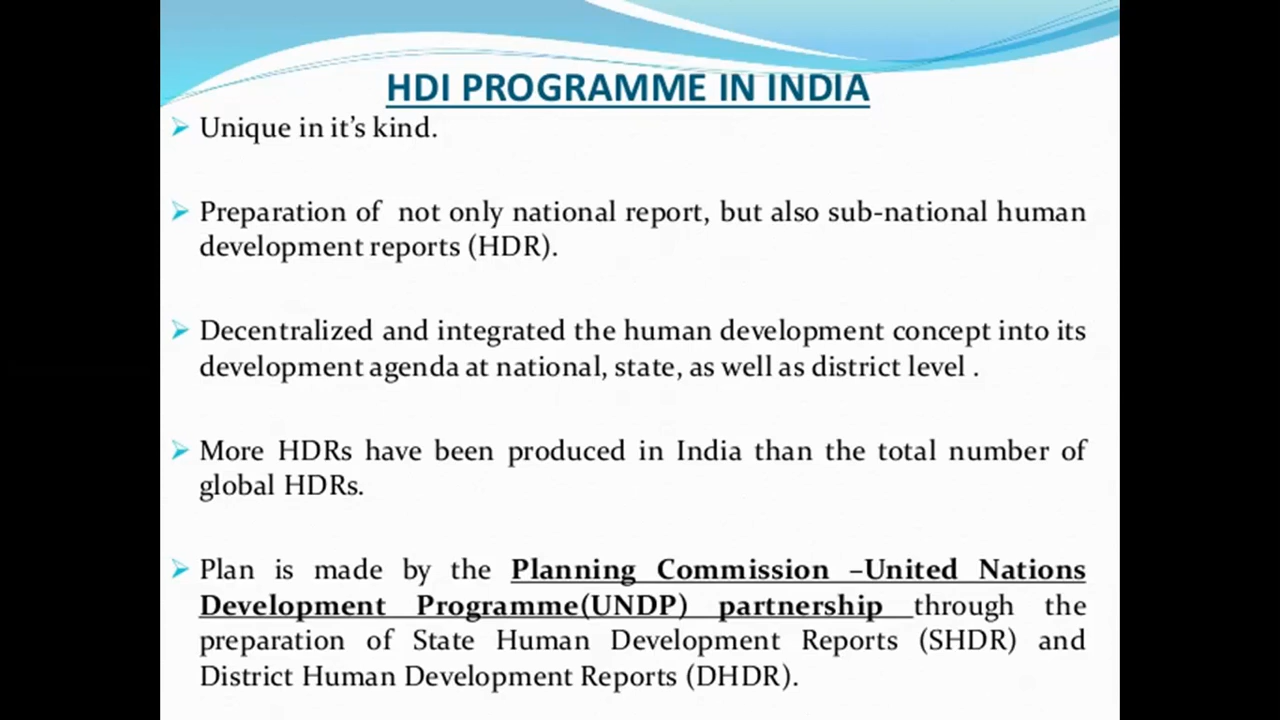 HDI PROGRAMME IN INDIA
Unique in it's kind.
Preparation of not only national report, but also sub-national human
development reports (HDR).
Decentralized and integrated the human development concept into its
development agenda at national, state, as well as district level .
More HDRs have been produced in India than the total number of
global HDRs.
Plan is made by the Planning Commission –United Nations
Development Programme(UNDP) partnership through the
preparation of State Human Development Reports (SHDR) and
District Human Development Reports (DHDR).